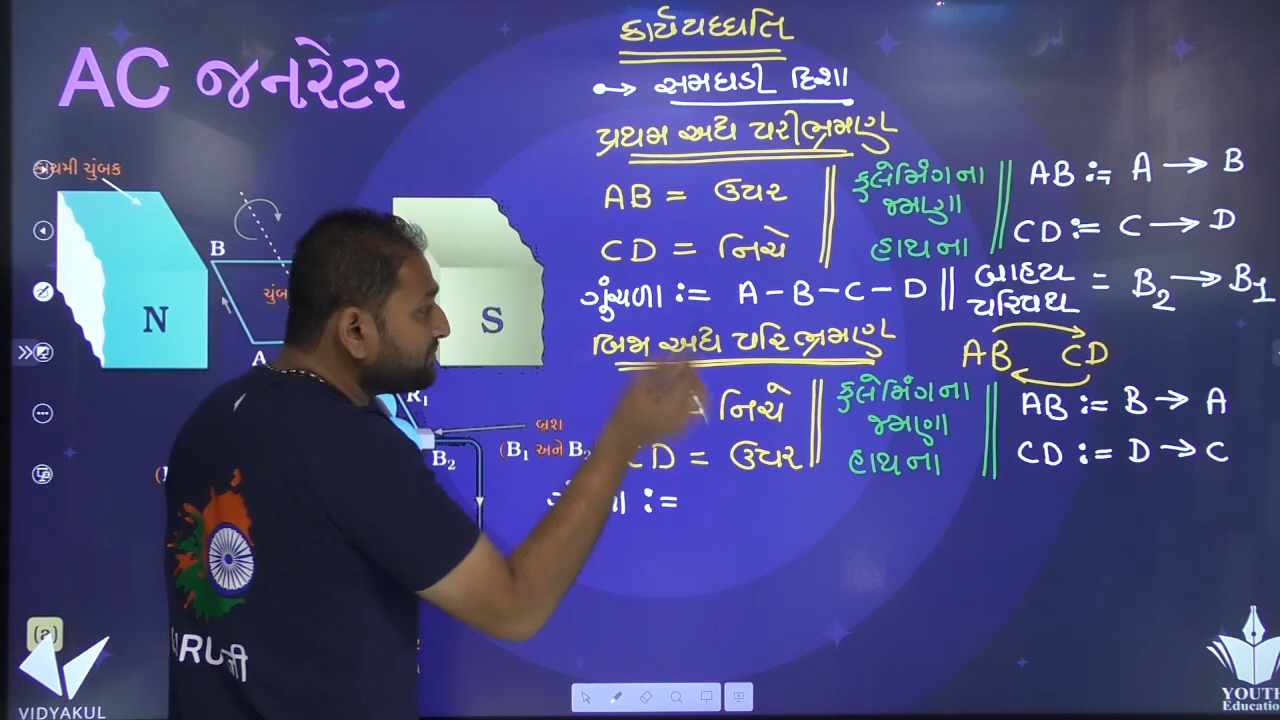 AC જનરેટર
કાર્યપધ્ધતિ
સમઘડી દિશા
પ્રથમ અર્ધ પરીભ્રમણ
કાયમી ચુંબક
AB = ઉપર
CD = નિચે
ફ્લેમિંગના
જમણા
હાથના
AB := A → B
CD := C → D
ગુંચળા := A - B - C - D
બાહ્ય
પરિપથ
= B2 → B1
B
A
N
S
બિજા અર્ધ પરિભ્રમણ
AB CD
= નિચે
CD = ઉપર
ફ્લેમિંગના
જમણા
હાથના
AB := B → A
CD := D → C
R1
બ્રશ
(B1 અને B2
B2
:=
(a)
VIDYAKUL
YOUTH
Education